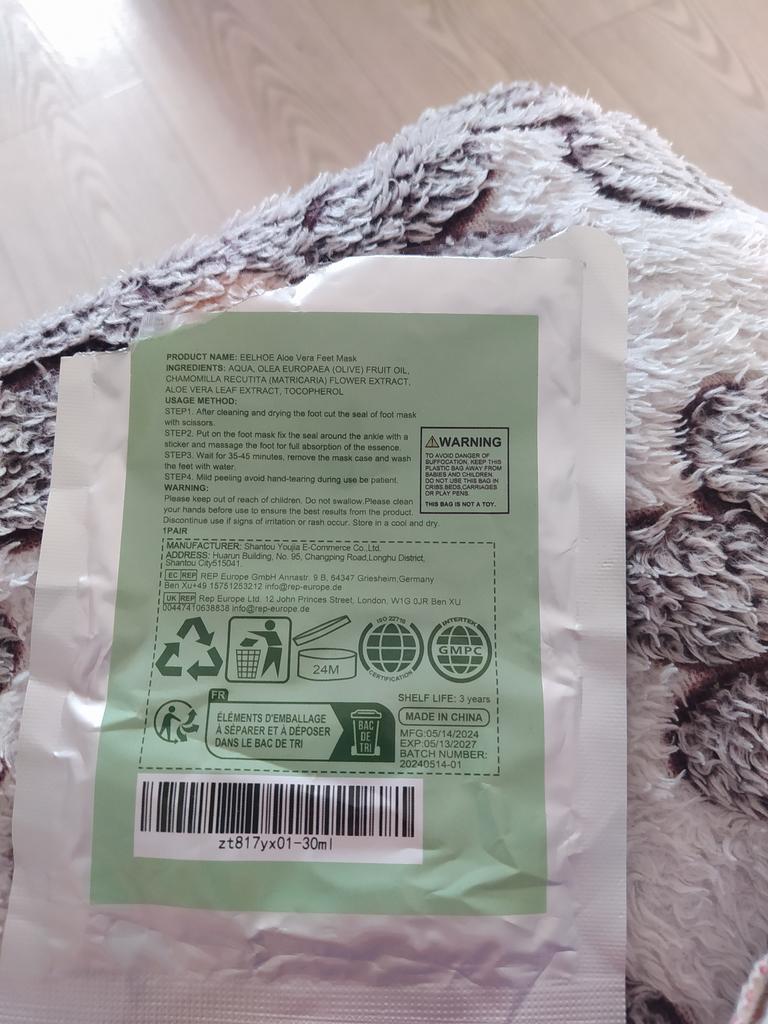 PRODUCT NAME: EELHOE Aloe Vera Feet Mask
INGREDIENTS: AQUA, OLEA EUROPAEA (OLIVE) FRUIT OIL,
CHAMOMILLA RECUTITA (MATRICARIA) FLOWER EXTRACT,
ALOE VERA LEAF EXTRACT, TOCOPHEROL
USAGE METHOD:
STEP1. After cleaning and drying the foot cut the seal of foot mask
with scissors.
STEP2. Put on the foot mask fix the seal around the ankle with a
sticker and massage the foot for full absorption of the essence.
STEP3. Wait for 35-45 minutes, remove the mask case and wash
the feet with water.
STEP4. Mild peeling avoid hand-tearing during use be patient.
WARNING:
Please keep out of reach of children. Do not swallow.Please clean
your hands before use to ensure the best results from the product.
Discontinue use if signs of irritation or rash occur. Store in a cool and dry.
1PAIR
⚠WARNING
TO AVOID DANGER OF
SUFFOCATION, KEEP THIS
PLASTIC BAG AWAY FROM
BABIES AND CHILDREN.
DO NOT USE THIS BAG IN
CRIBS,BEDS,CARRIAGES
OR PLAY PENS.
THIS BAG IS NOT A TOY.
MANUFACTURER: Shantou Youjia E-Commerce Co.,Ltd.
ADDRESS: Huarun Building, No. 95, Changping Road,Longhu District,
Shantou City515041.
EC REP REP Europe GmbH Annastr. 9 B, 64347 Griesheim,Germany
Ben Xu+49 15751253212 info@rep-europe.de
UK REP Rep Europe Ltd. 12 John Princes Street, London, W1G 0JR Ben XU
00447410638838 info@rep-europe.de
24M
ISO 22716
CERTIFICATION
INTERTEK
GMPC
FR
ÉLÉMENTS D'EMBALLAGE
À SÉPARER ET À DÉPOSER
DANS LE BAC DE TRI
BAC
DE
TRI
SHELF LIFE: 3 years
MADE IN CHINA
MFG:05/14/2024
EXP:05/13/2027
BATCH NUMBER:
20240514-01
zt817yx01-30ml